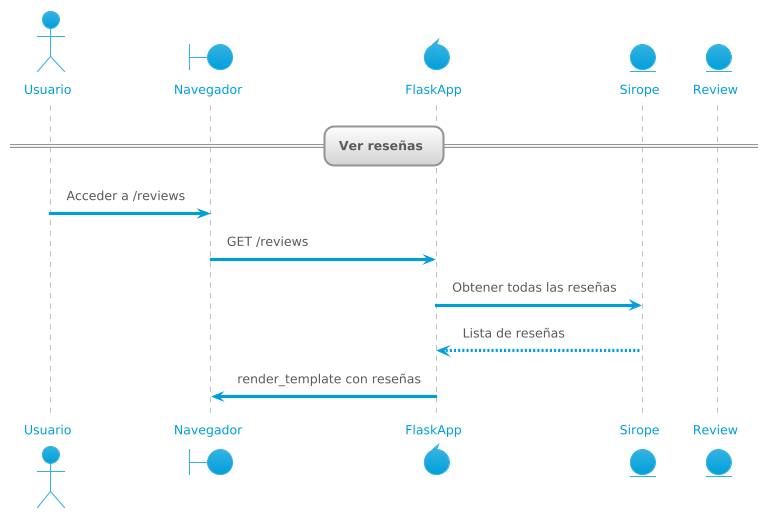 Usuario
Navegador
FlaskApp
Sirope
Review
Ver reseñas
Acceder a /reviews
GET /reviews
Obtener todas las reseñas
Lista de reseñas
render_template con reseñas
Usuario
Navegador
FlaskApp
Sirope
Review